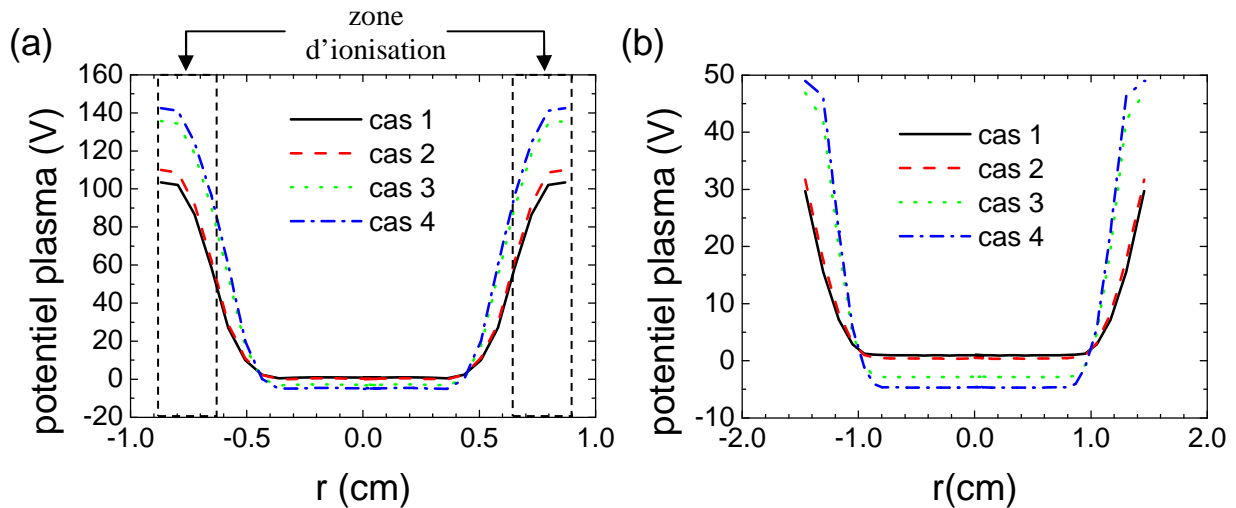 zone
d'ionisation
(a)
potentiel plasma (V)
160
140
120
100
80
60
40
20
0
-20
-1.0
-0.5
0.0
0.5
1.0
r (cm)
cas 1
cas 2
cas 3
cas 4
(b)
potentiel plasma (V)
50
40
30
20
10
0
-10
-2.0
-1.0
0.0
1.0
2.0
r(cm)
cas 1
cas 2
cas 3
cas 4